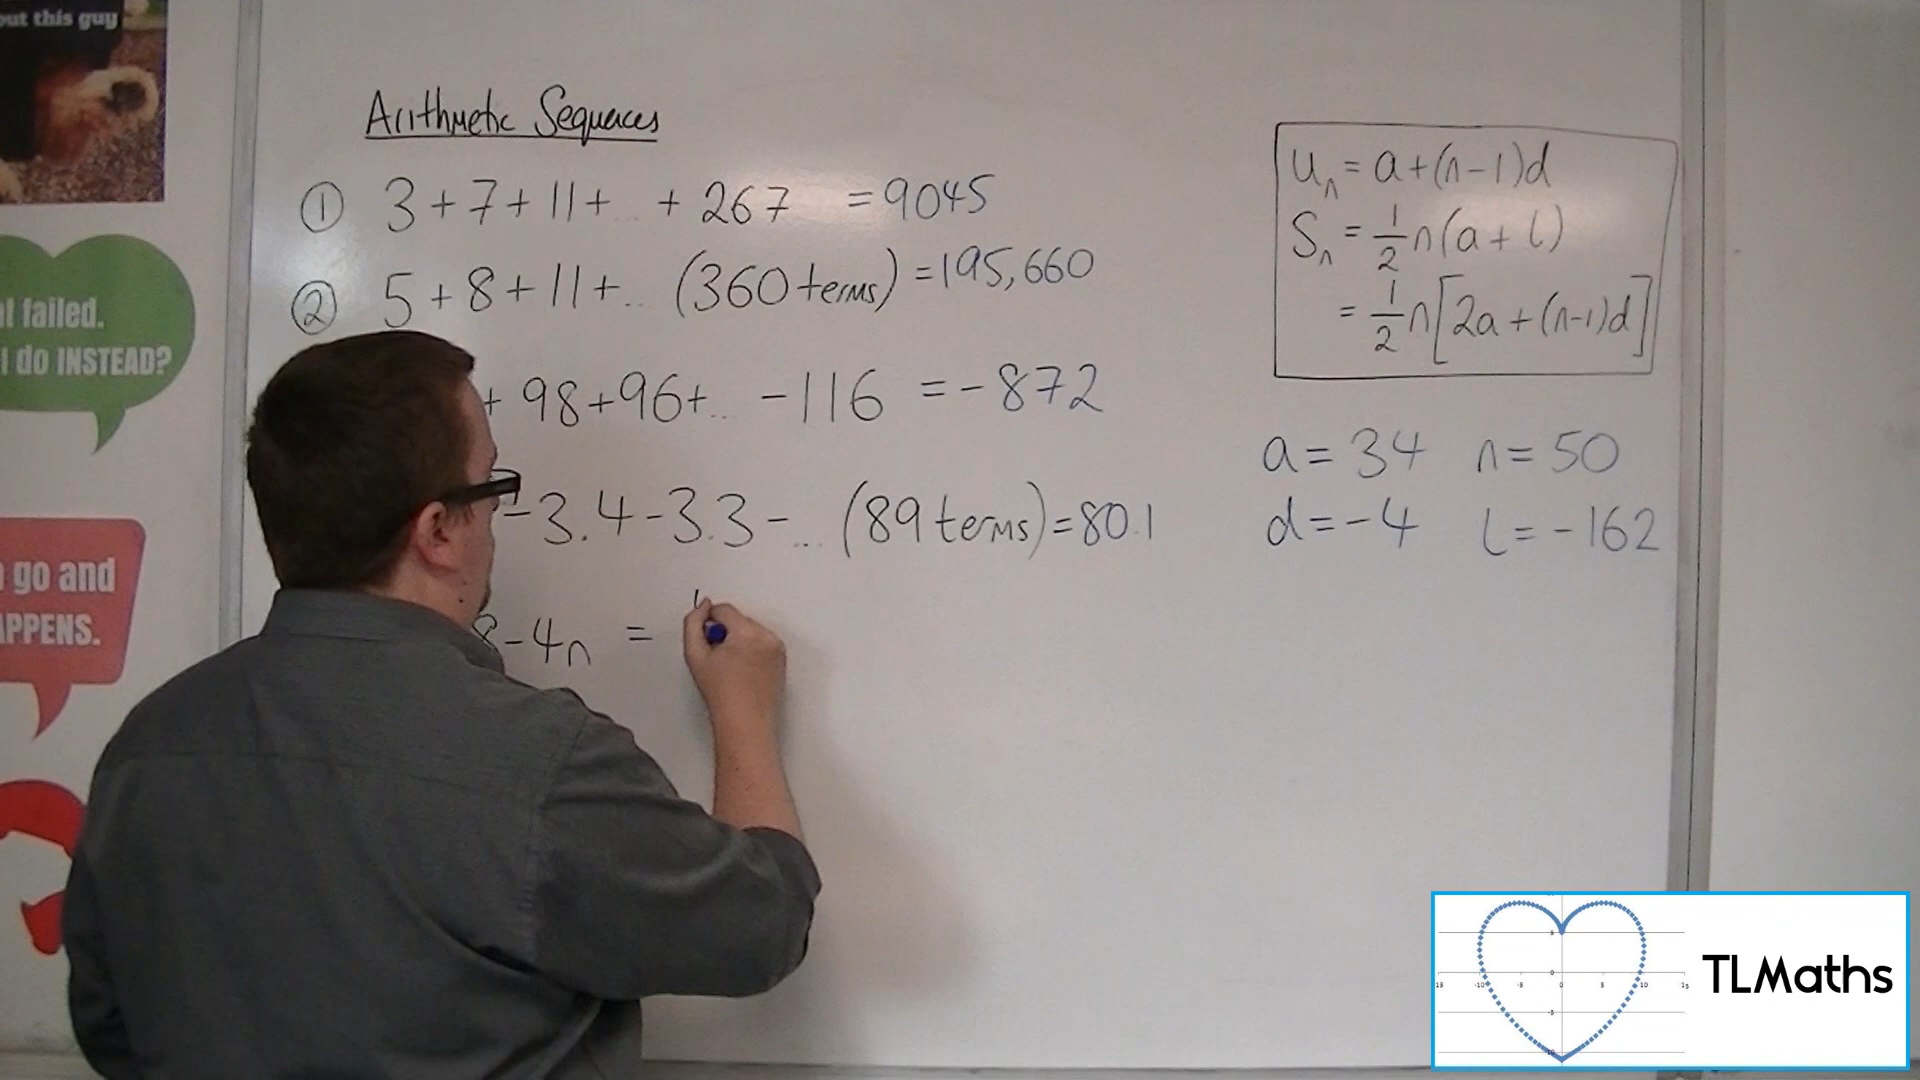 out this guy
Arithmetic Sequences
① 3+7+11+... + 267 = 9045
② 5+8+11+... (360 terms) = 195,660
+ 98+96+... -116 = -872
-3.4-3.3-... (89 terms) = 80.1
8-4n =
Uₙ = a+(n-1)d
Sₙ = 1/2 n(a+l)
= 1/2 n[2a+(n-1)d]
a = 34 n = 50
d = -4 l = -162
failed.
I do INSTEAD?
go and
APPENS.
TLMaths